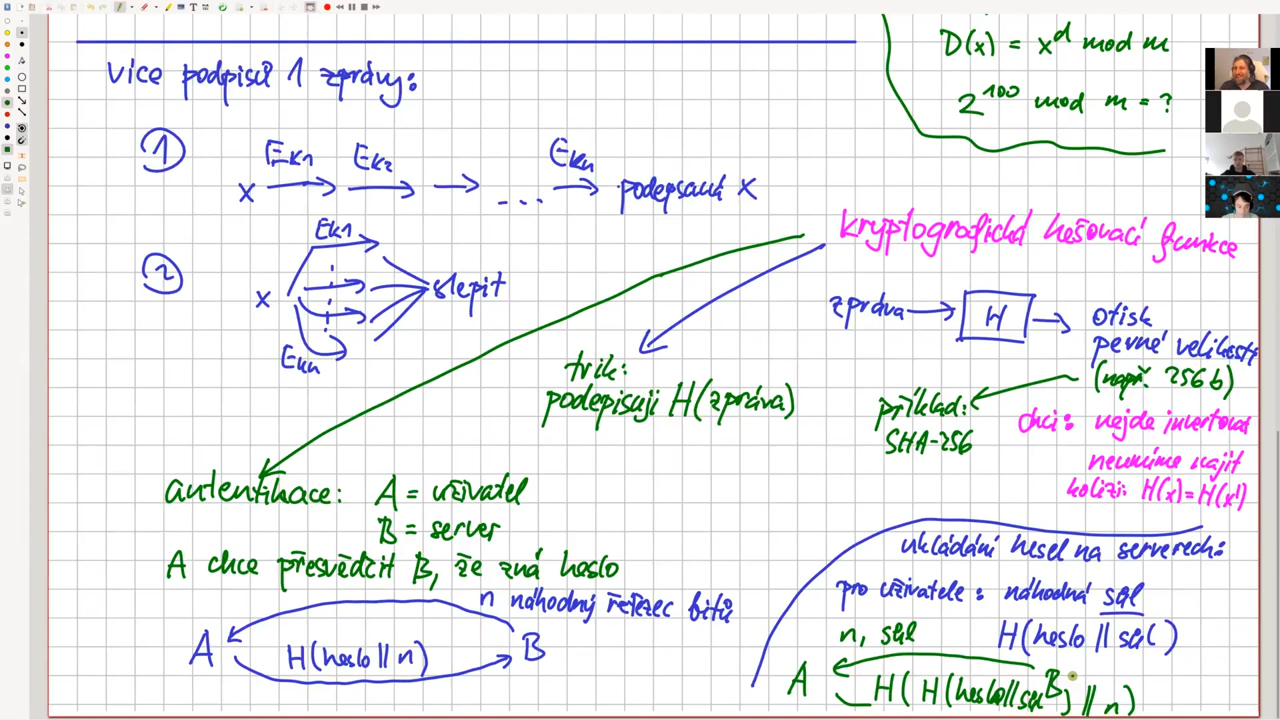 D(x) = x^d mod m
2^100 mod m = ?
více podpisů 1 zprávy:
①
x Ek1 Ek2 ... Ekn podepsaná x
②
x Ek1 Ekn slepit
kryptografické hešovací funkce
zpráva H otisk
pevné velikosti
(např. 256 b)
příklad:
SHA-256
chci: nejde invertovat
neumíme najít
kolizi: H(x)=H(x')
trik:
podepisuji H(zpráva)
autentikace: A = uživatel
B = server
A chce přesvědčit B, že zná heslo
n náhodný řetězec bitů
A H(heslo || n) B
ukládání hesel na serverech:
pro uživatele: náhodná sůl
H(heslo || sůl)
n, sůl
A B
H( H(heslo||sůl) || n)